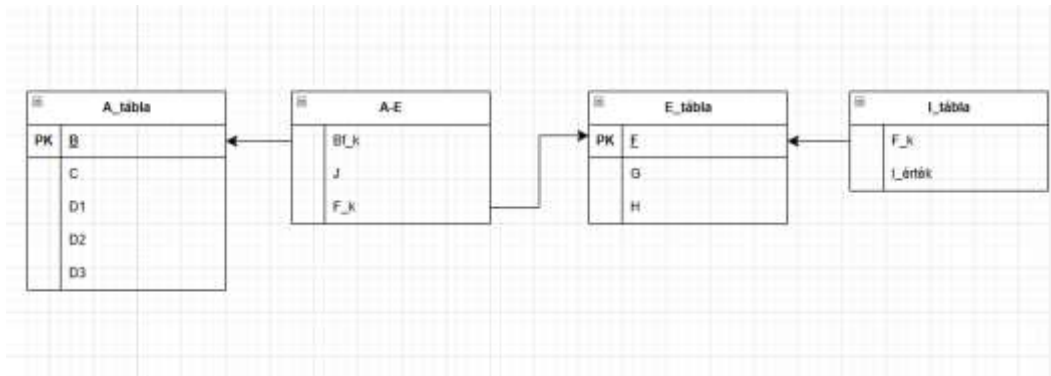 A_tábla
PK B
C
D1
D2
D3
A-E
Bf_k
J
F_k
E_tábla
PK F
G
H
I_tábla
F_k
I_érték